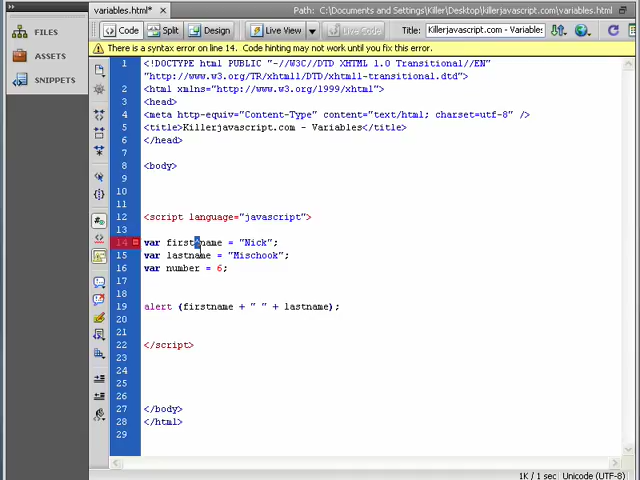 variables.html*
Path: C:\Documents and Settings\Killer\Desktop\killerjavascript.com\variables.html
FILES
ASSETS
SNIPPETS
Code Split Design Live View Live Code Title: Killerjavascript.com - Variables
There is a syntax error on line 14. Code hinting may not work until you fix this error.
1 <!DOCTYPE html PUBLIC "-//W3C//DTD XHTML 1.0 Transitional//EN"
"http://www.w3.org/TR/xhtml1/DTD/xhtml1-transitional.dtd">
2 <html xmlns="http://www.w3.org/1999/xhtml">
3 <head>
4 <meta http-equiv="Content-Type" content="text/html; charset=utf-8" />
5 <title>Killerjavascript.com - Variables</title>
6 </head>
7
8 <body>
9
10
11
12 <script language="javascript">
13
14 var first name = "Nick";
15 var lastname = "Mischook";
16 var number = 6;
17
18
19 alert (firstname + " " + lastname);
20
21
22 </script>
23
24
25
26
27 </body>
28 </html>
29
1K / 1 sec Unicode (UTF-8)